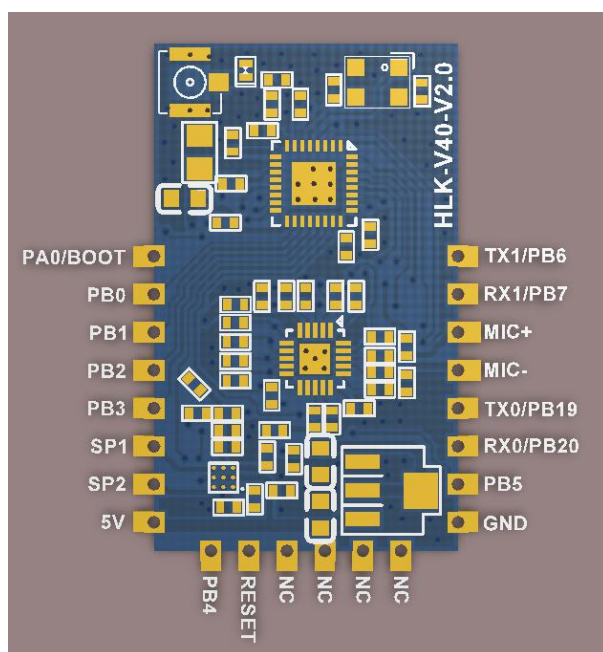 HLK-V40-V2.0
PA0/BOOT
PB0
PB1
PB2
PB3
SP1
SP2
5V
TX1/PB6
RX1/PB7
MIC+
MIC-
TX0/PB19
RX0/PB20
PB5
GND
PB4
RESET
NC
NC
NC
NC